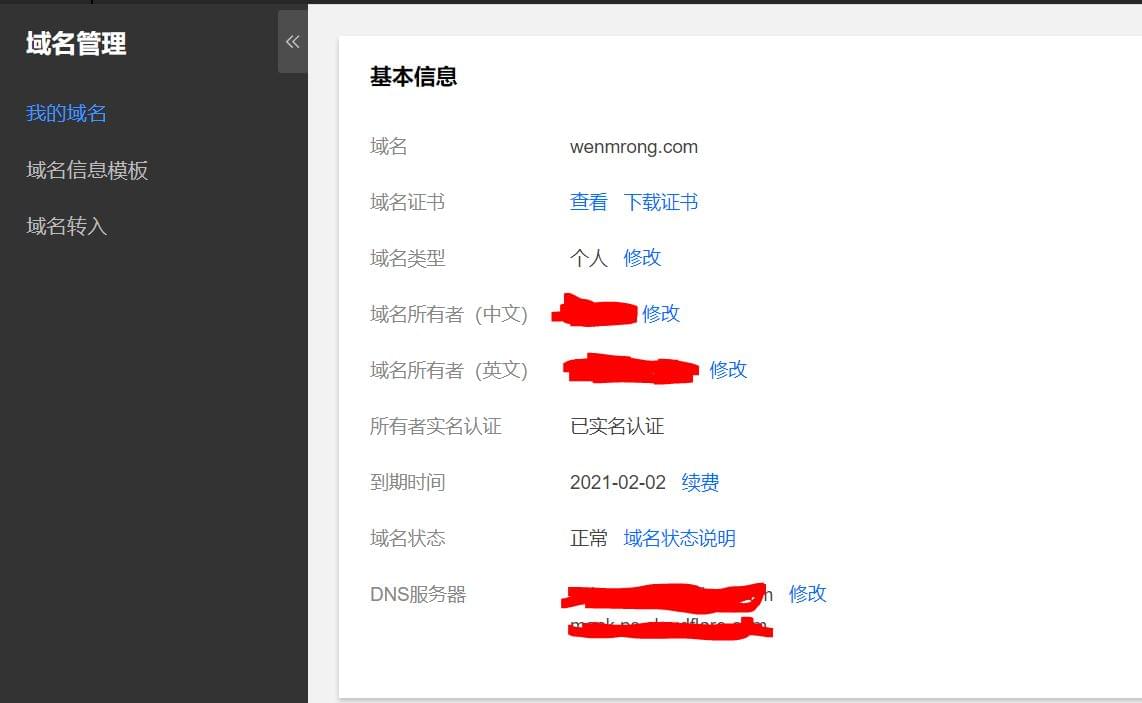 域名管理
我的域名
域名信息模板
域名转入
基本信息
域名 wenmrong.com
域名证书 查看 下载证书
域名类型 个人 修改
域名所有者（中文） 修改
域名所有者（英文） 修改
所有者实名认证 已实名认证
到期时间 2021-02-02 续费
域名状态 正常 域名状态说明
DNS服务器 修改